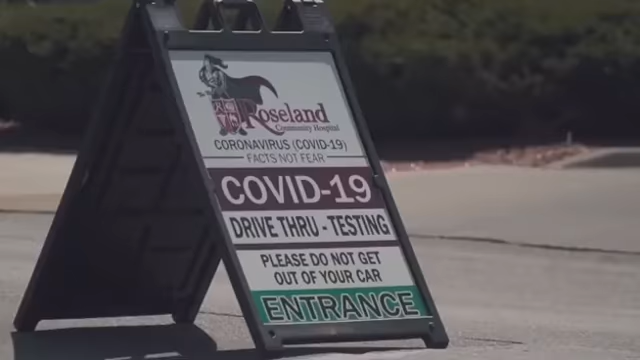 Roseland
Community Hospital
CORONAVIRUS (COVID-19)
FACTS NOT FEAR
COVID-19
DRIVE THRU - TESTING
PLEASE DO NOT GET
OUT OF YOUR CAR
ENTRANCE